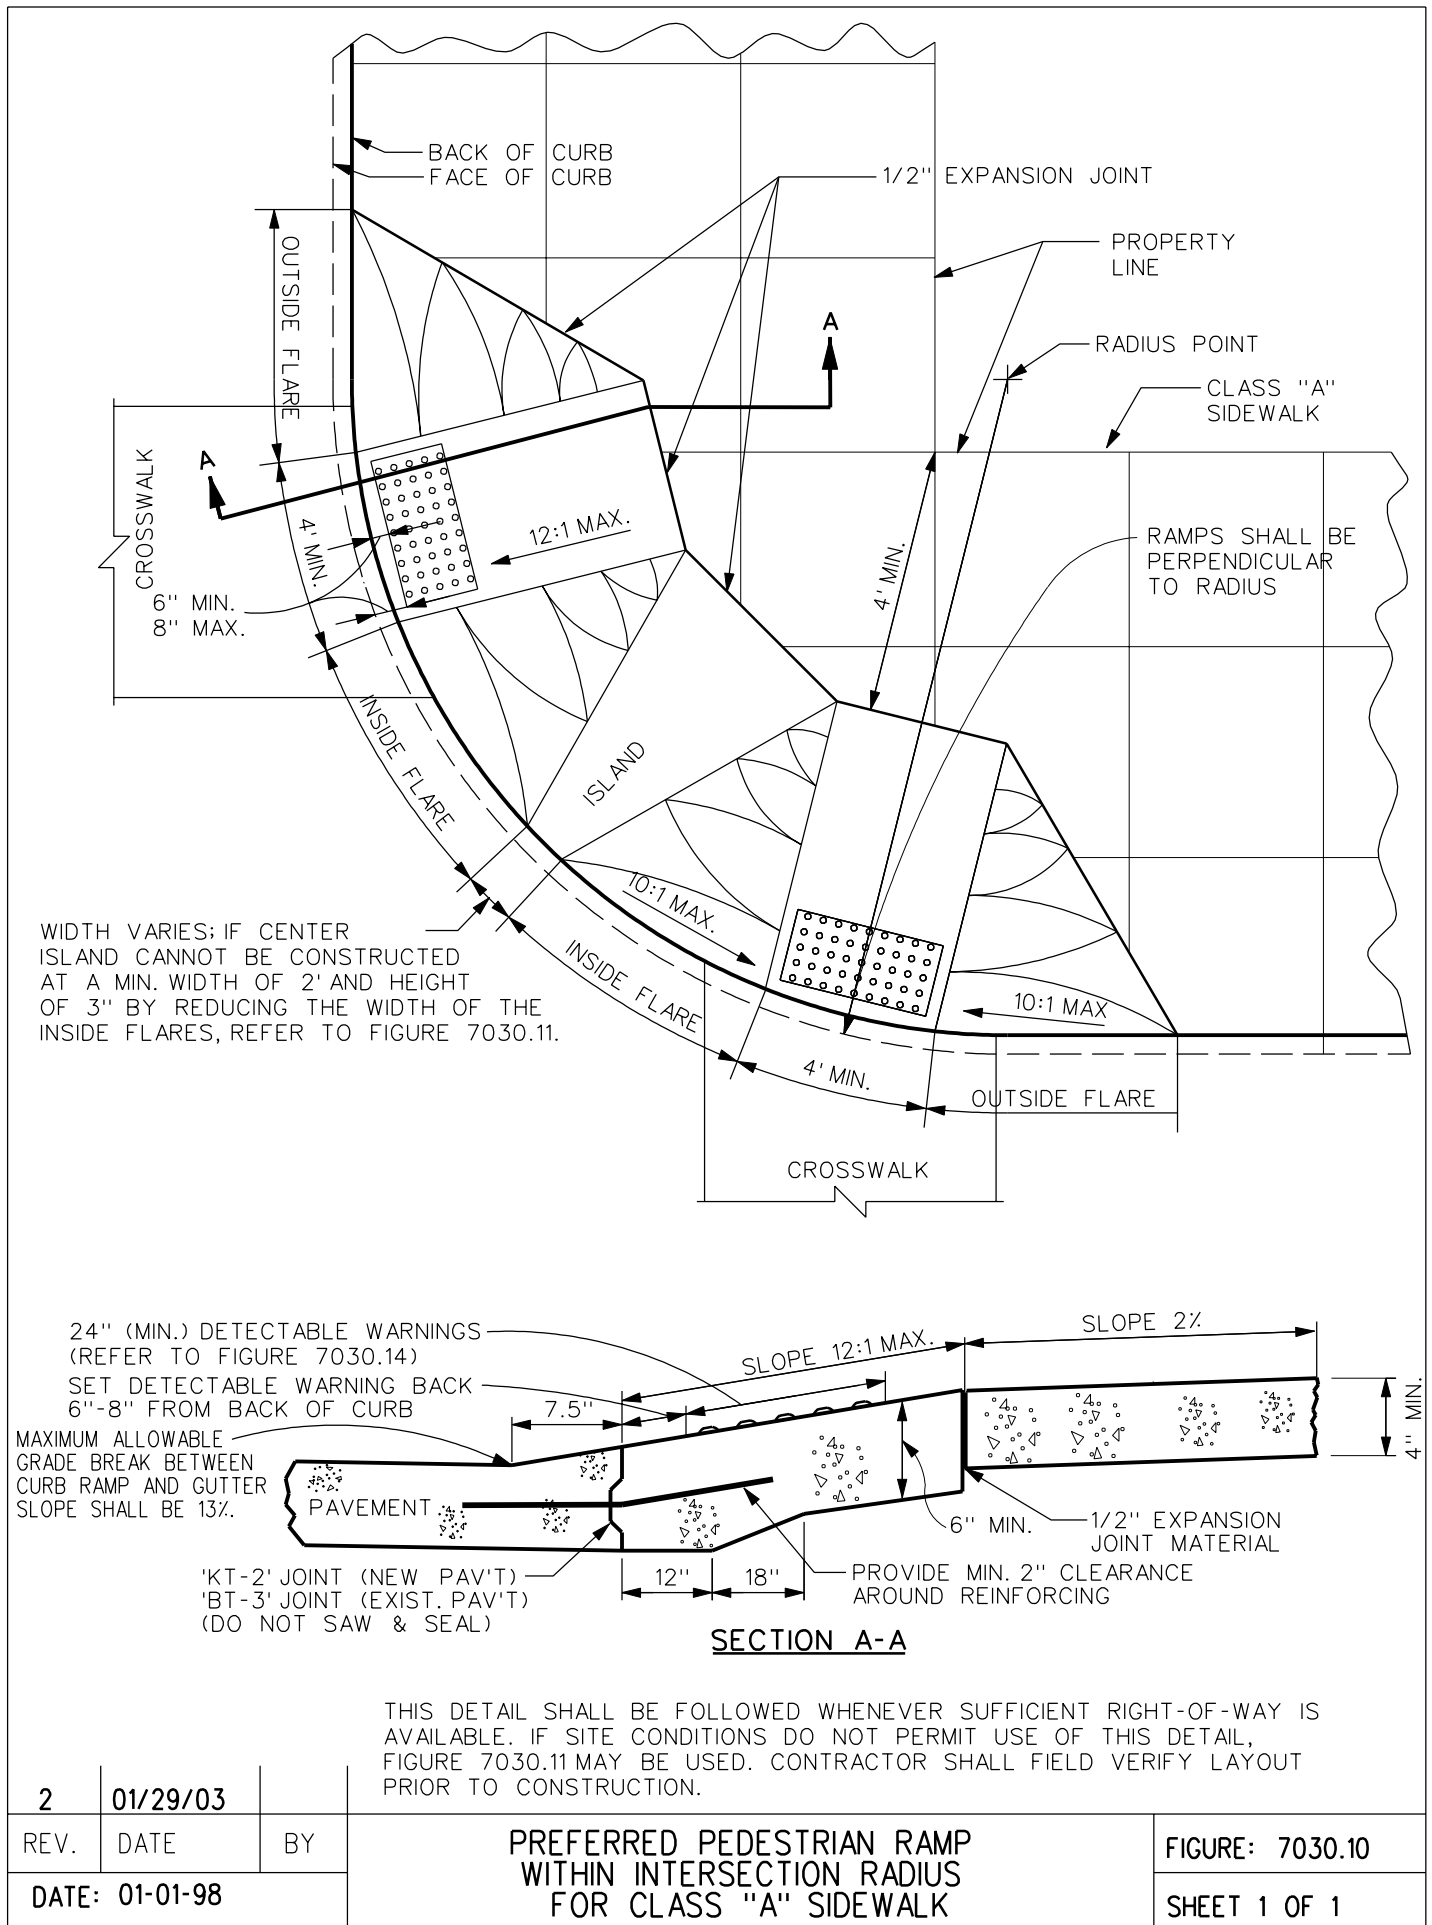 BACK OF CURB
FACE OF CURB
1/2" EXPANSION JOINT
PROPERTY
LINE
OUTSIDE FLARE
A
RADIUS POINT
CLASS "A"
SIDEWALK
A
CROSSWALK
4' MIN.
12:1 MAX.
4' MIN.
RAMPS SHALL BE
PERPENDICULAR
TO RADIUS
6" MIN.
8" MAX.
INSIDE FLARE
ISLAND
10:1 MAX.
WIDTH VARIES; IF CENTER
ISLAND CANNOT BE CONSTRUCTED
AT A MIN. WIDTH OF 2' AND HEIGHT
OF 3" BY REDUCING THE WIDTH OF THE
INSIDE FLARES, REFER TO FIGURE 7030.11.
INSIDE FLARE
10:1 MAX
4' MIN.
OUTSIDE FLARE
CROSSWALK
24" (MIN.) DETECTABLE WARNINGS
(REFER TO FIGURE 7030.14)
SET DETECTABLE WARNING BACK
6"-8" FROM BACK OF CURB
7.5"
SLOPE 12:1 MAX.
SLOPE 2%
4" MIN.
MAXIMUM ALLOWABLE
GRADE BREAK BETWEEN
CURB RAMP AND GUTTER
SLOPE SHALL BE 13%.
PAVEMENT
6" MIN.
1/2" EXPANSION
JOINT MATERIAL
'KT-2' JOINT (NEW PAV'T)
'BT-3' JOINT (EXIST. PAV'T)
(DO NOT SAW & SEAL)
12"
18"
PROVIDE MIN. 2" CLEARANCE
AROUND REINFORCING
SECTION A-A
THIS DETAIL SHALL BE FOLLOWED WHENEVER SUFFICIENT RIGHT-OF-WAY IS
AVAILABLE. IF SITE CONDITIONS DO NOT PERMIT USE OF THIS DETAIL,
FIGURE 7030.11 MAY BE USED. CONTRACTOR SHALL FIELD VERIFY LAYOUT
PRIOR TO CONSTRUCTION.
2 01/29/03
REV. DATE BY
DATE: 01-01-98
PREFERRED PEDESTRIAN RAMP
WITHIN INTERSECTION RADIUS
FOR CLASS "A" SIDEWALK
FIGURE: 7030.10
SHEET 1 OF 1